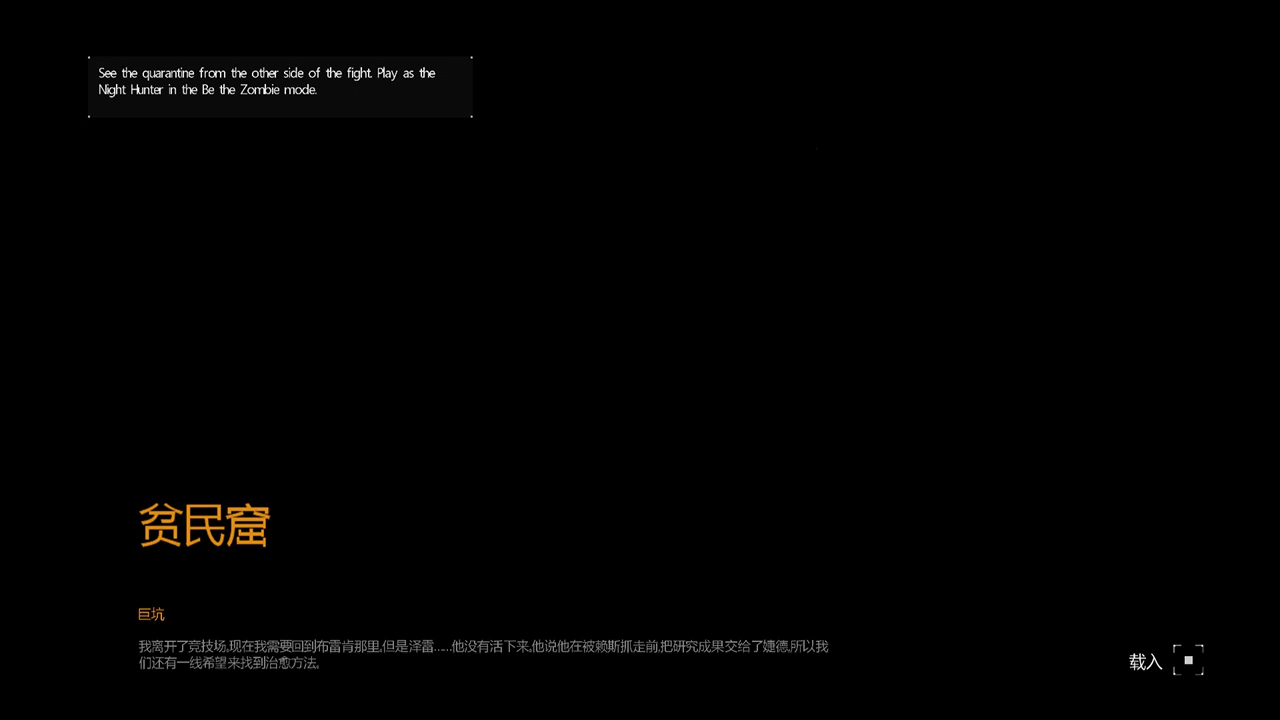 See the quarantine from the other side of the fight. Play as the
Night Hunter in the Be the Zombie mode.
贫民窟
巨坑
我离开了竞技场,现在我需要回到布雷肯那里,但是泽雷......他没有活下来,他说他在被赖斯抓走前,把研究成果交给了婕德,所以我
们还有一线希望来找到治愈方法。
载入